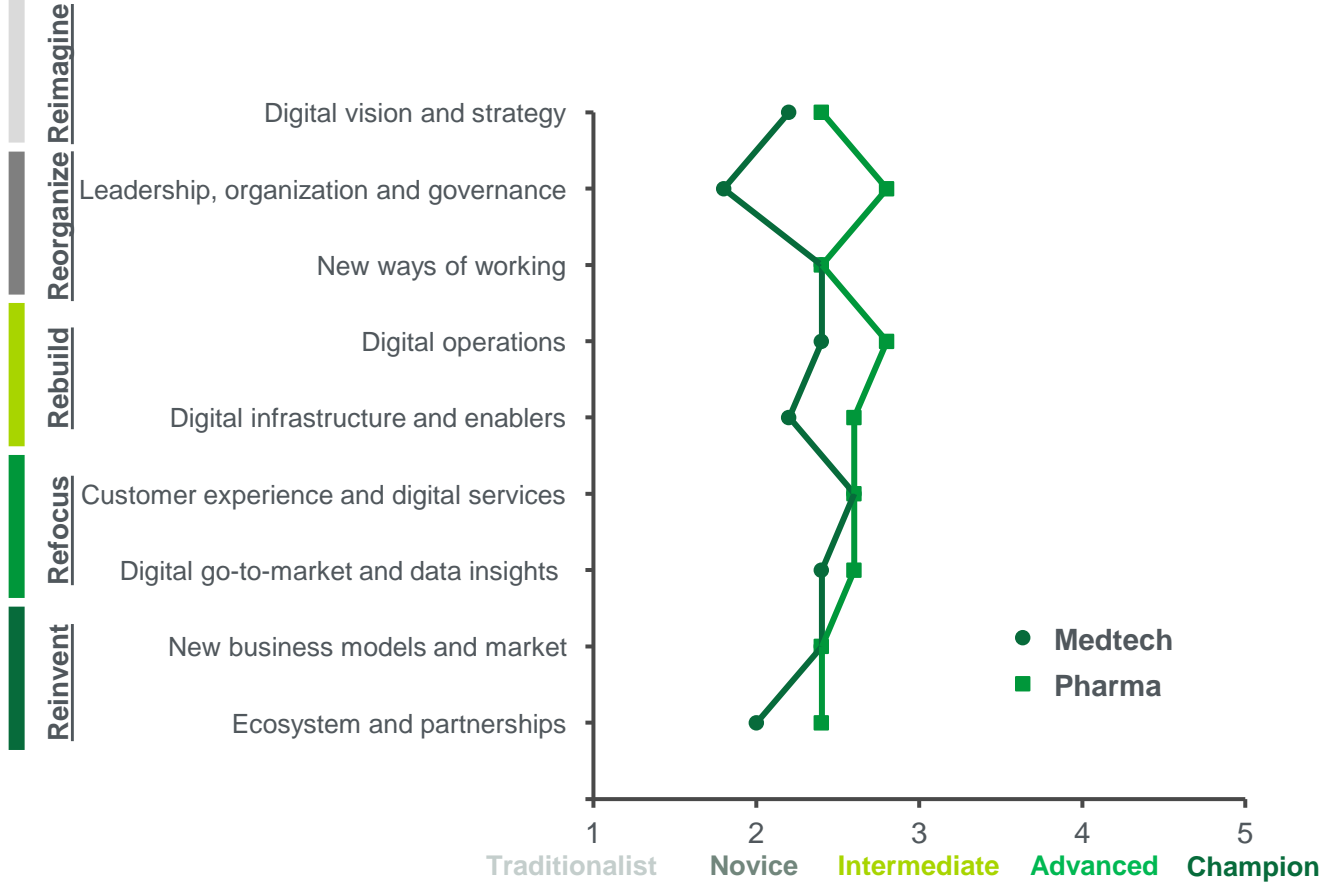 Reimagine
Digital vision and strategy
Reorganize
Leadership, organization and governance
New ways of working
Rebuild
Digital operations
Digital infrastructure and enablers
Refocus
Customer experience and digital services
Digital go-to-market and data insights
Reinvent
New business models and market
Ecosystem and partnerships
Medtech
Pharma
1 2 3 4 5
Traditionalist Novice Intermediate Advanced Champion